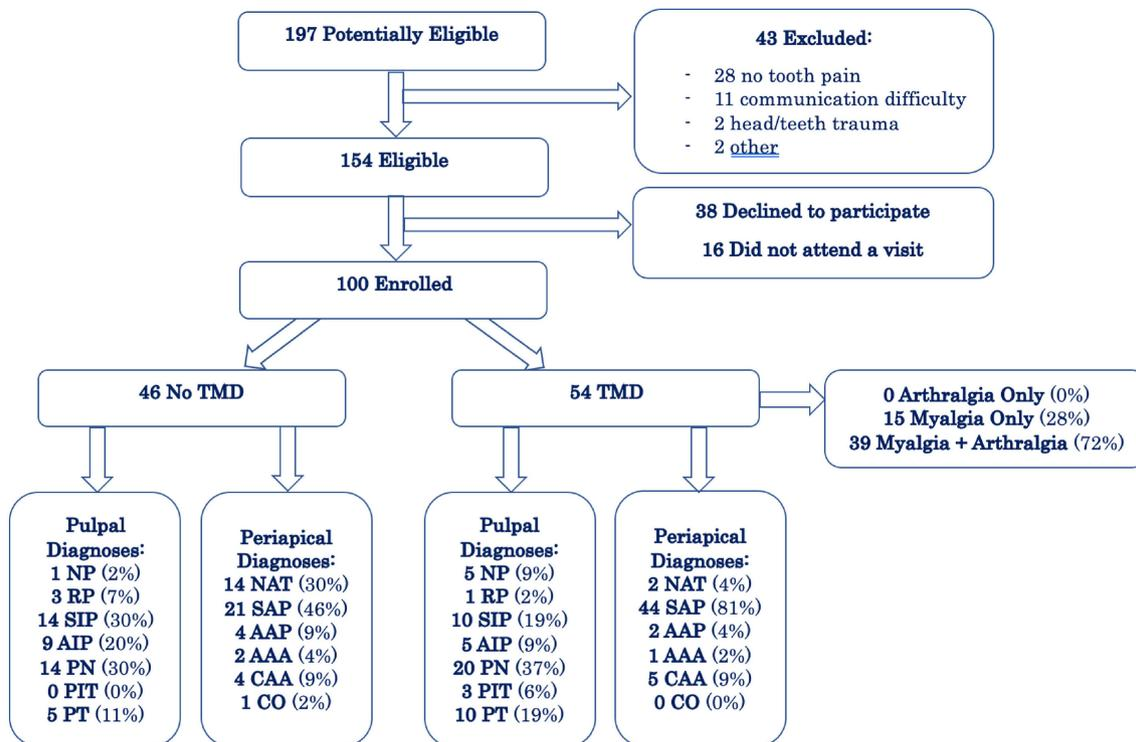 197 Potentially Eligible
43 Excluded:
- 28 no tooth pain
- 11 communication difficulty
- 2 head/teeth trauma
- 2 other
154 Eligible
38 Declined to participate
16 Did not attend a visit
100 Enrolled
46 No TMD
54 TMD
0 Arthralgia Only (0%)
15 Myalgia Only (28%)
39 Myalgia + Arthralgia (72%)
Pulpal
Diagnoses:
1 NP (2%)
3 RP (7%)
14 SIP (30%)
9 AIP (20%)
14 PN (30%)
0 PIT (0%)
5 PT (11%)
Periapical
Diagnoses:
14 NAT (30%)
21 SAP (46%)
4 AAP (9%)
2 AAA (4%)
4 CAA (9%)
1 CO (2%)
Pulpal
Diagnoses:
5 NP (9%)
1 RP (2%)
10 SIP (19%)
5 AIP (9%)
20 PN (37%)
3 PIT (6%)
10 PT (19%)
Periapical
Diagnoses:
2 NAT (4%)
44 SAP (81%)
2 AAP (4%)
1 AAA (2%)
5 CAA (9%)
0 CO (0%)